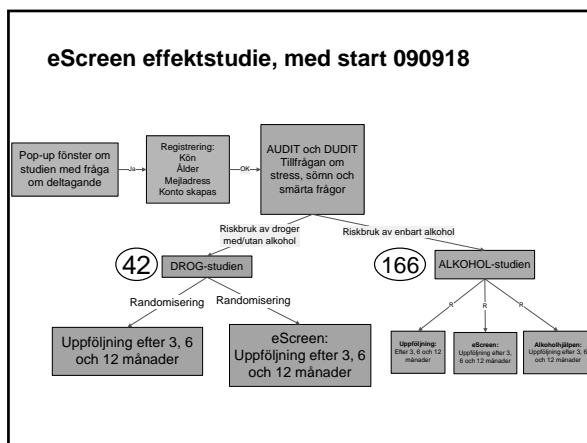 eScreen effektstudie, med start 090918
Pop-up fönster om
studien med fråga
om deltagande
Ja
Registrering:
Kön
Ålder
Mejladress
Konto skapas
OK
AUDIT och DUDIT
Tillfrågan om
stress, sömn och
smärta frågor
Riskbruk av droger
med/utan alkohol
Riskbruk av enbart alkohol
42
DROG-studien
166
ALKOHOL-studien
Randomisering
Randomisering
R
R
R
Uppföljning efter 3, 6
och 12 månader
eScreen:
Uppföljning efter 3, 6
och 12 månader
Uppföljning:
Efter 3, 6 och 12
månader
eScreen:
Uppföljning efter 3,
6 och 12 månader
Alkoholhjälpen:
Uppföljning efter 3, 6
och 12 månader